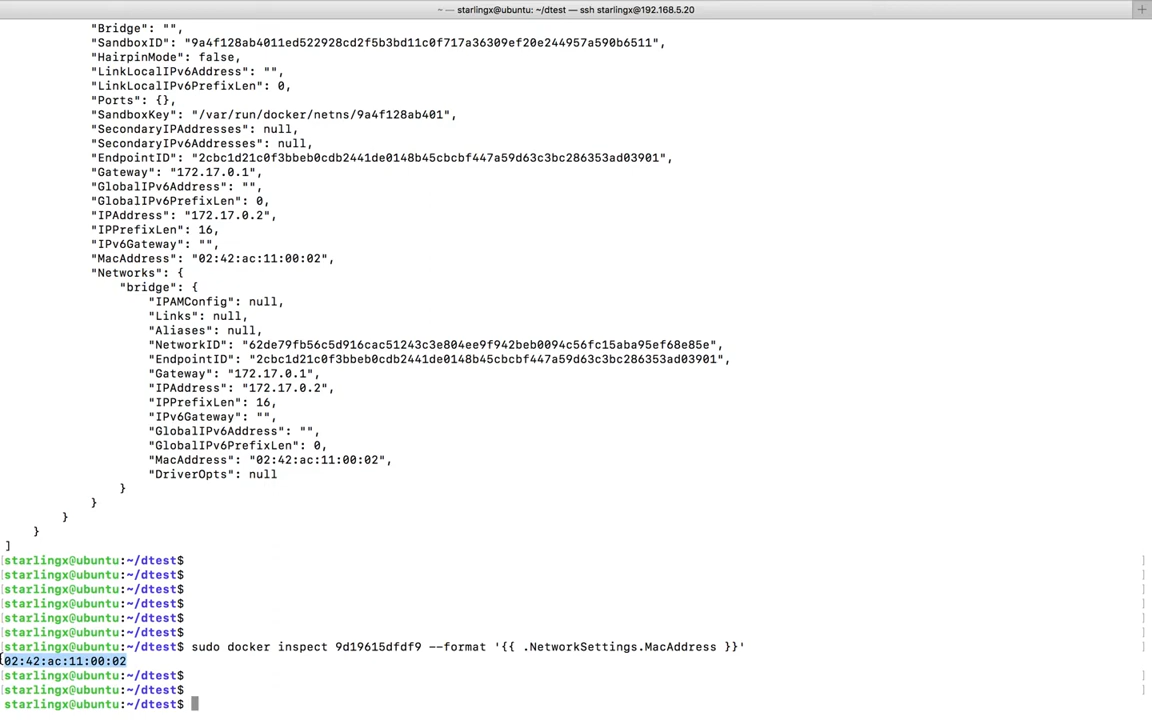 ~ — starlingx@ubuntu: ~/dtest — ssh starlingx@192.168.5.20
"Bridge": "",
"SandboxID": "9a4f128ab4011ed522928cd2f5b3bd11c0f717a36309ef20e244957a590b6511",
"HairpinMode": false,
"LinkLocalIPv6Address": "",
"LinkLocalIPv6PrefixLen": 0,
"Ports": {},
"SandboxKey": "/var/run/docker/netns/9a4f128ab401",
"SecondaryIPAddresses": null,
"SecondaryIPv6Addresses": null,
"EndpointID": "2cbc1d21c0f3bbeb0cdb2441de0148b45cbcbf447a59d63c3bc286353ad03901",
"Gateway": "172.17.0.1",
"GlobalIPv6Address": "",
"GlobalIPv6PrefixLen": 0,
"IPAddress": "172.17.0.2",
"IPPrefixLen": 16,
"IPv6Gateway": "",
"MacAddress": "02:42:ac:11:00:02",
"Networks": {
"bridge": {
"IPAMConfig": null,
"Links": null,
"Aliases": null,
"NetworkID": "62de79fb56c5d916cac51243c3e804ee9f942beb0094c56fc15aba95ef68e85e",
"EndpointID": "2cbc1d21c0f3bbeb0cdb2441de0148b45cbcbf447a59d63c3bc286353ad03901",
"Gateway": "172.17.0.1",
"IPAddress": "172.17.0.2",
"IPPrefixLen": 16,
"IPv6Gateway": "",
"GlobalIPv6Address": "",
"GlobalIPv6PrefixLen": 0,
"MacAddress": "02:42:ac:11:00:02",
"DriverOpts": null
}
}
}
}
]
[starlingx@ubuntu:~/dtest$ ]
[starlingx@ubuntu:~/dtest$ ]
[starlingx@ubuntu:~/dtest$ ]
[starlingx@ubuntu:~/dtest$ ]
[starlingx@ubuntu:~/dtest$ ]
[starlingx@ubuntu:~/dtest$ ]
[starlingx@ubuntu:~/dtest$ sudo docker inspect 9d19615dfdf9 --format '{{ .NetworkSettings.MacAddress }}' ]
02:42:ac:11:00:02
[starlingx@ubuntu:~/dtest$ ]
[starlingx@ubuntu:~/dtest$ ]
starlingx@ubuntu:~/dtest$